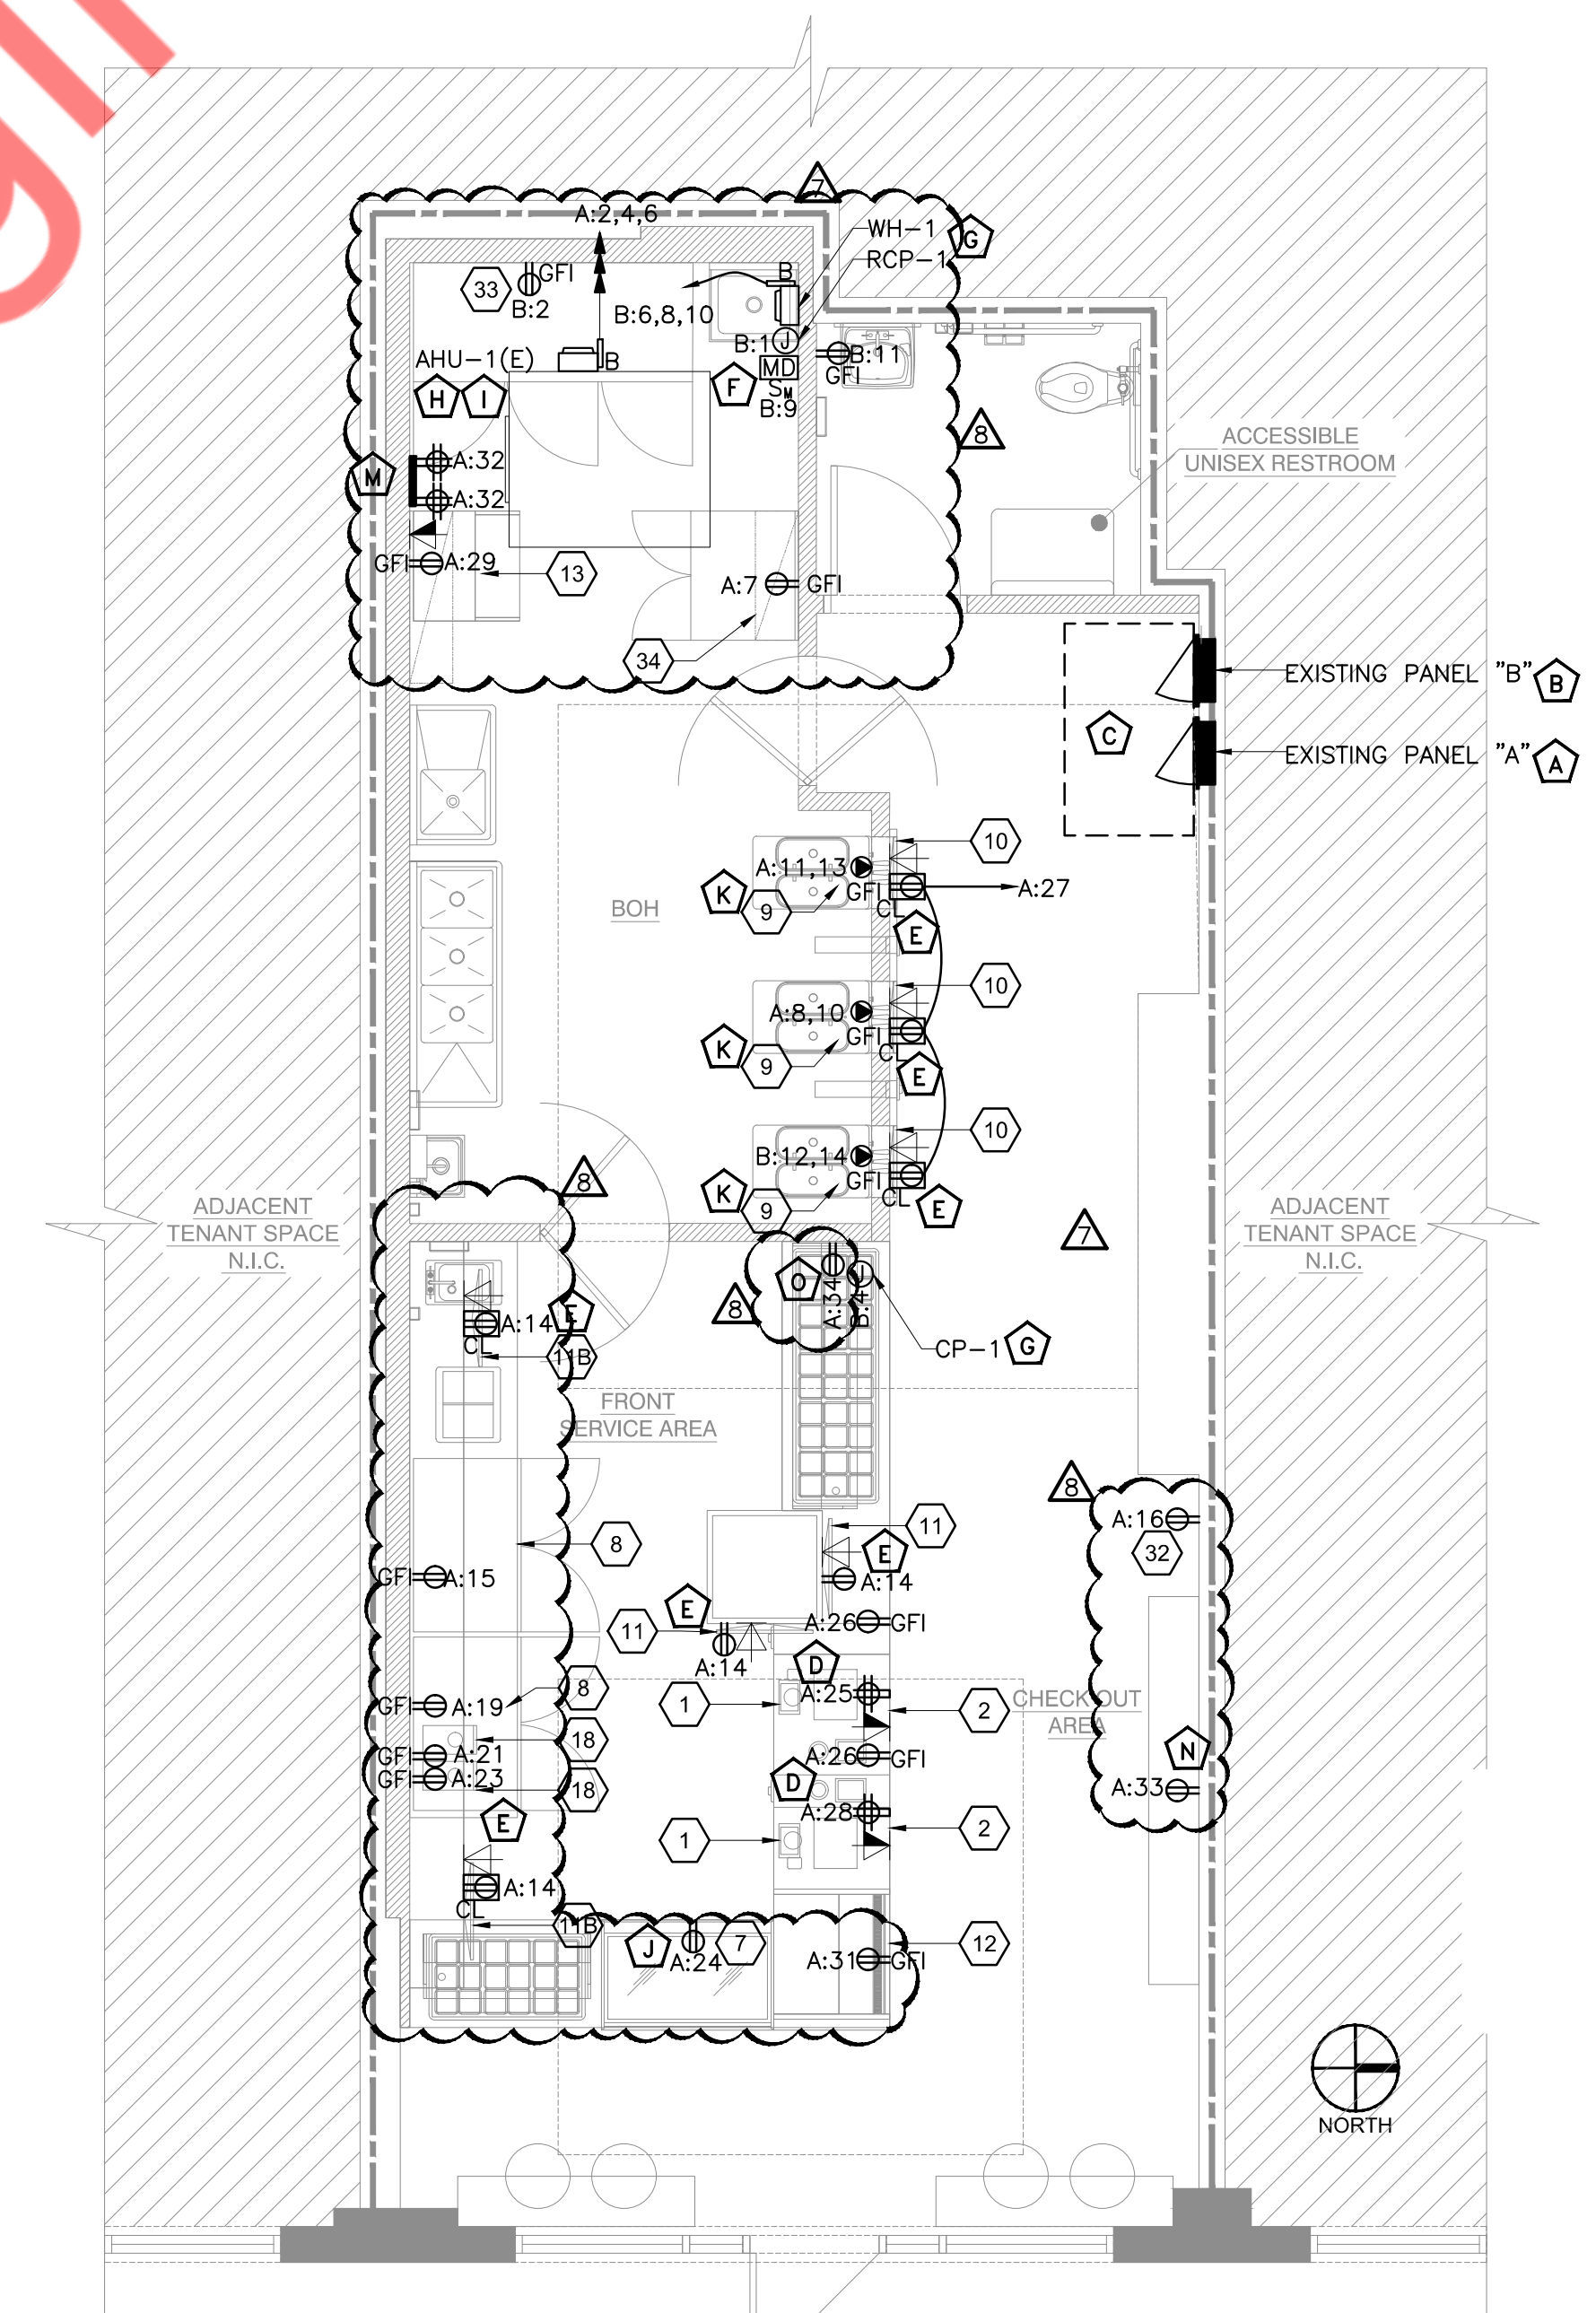 7
A:2,4,6
WH-1
G
RCP-1
GFI
33
B:2
B
B:6,8,10
B:1
J
B:11
GFI
MD
F
SM
B:9
AHU-1(E)
B
H
I
8
ACCESSIBLE
UNISEX RESTROOM
M
A:32
A:32
GFI
A:29
13
A:7
GFI
34
EXISTING PANEL "B"
B
C
EXISTING PANEL "A"
A
10
A:11,13
GFI
K
9
CL
A:27
BOH
E
10
A:8,10
GFI
K
9
CL
E
10
B:12,14
GFI
K
9
CL
E
8
ADJACENT
TENANT SPACE
N.I.C.
7
ADJACENT
TENANT SPACE
N.I.C.
O
J
A:34
B:4
8
A:14
E
CL
11B
CP-1
G
FRONT
SERVICE AREA
8
A:16
32
11
8
E
GFI
A:15
A:14
E
A:26
GFI
11
A:14
D
8
A:25
GFI
A:19
1
2
CHECK OUT
AREA
18
GFI
A:21
A:26
GFI
N
GFI
A:23
18
D
A:33
E
A:28
1
2
A:14
CL
11B
J
A:24
7
A:31
GFI
12
NORTH